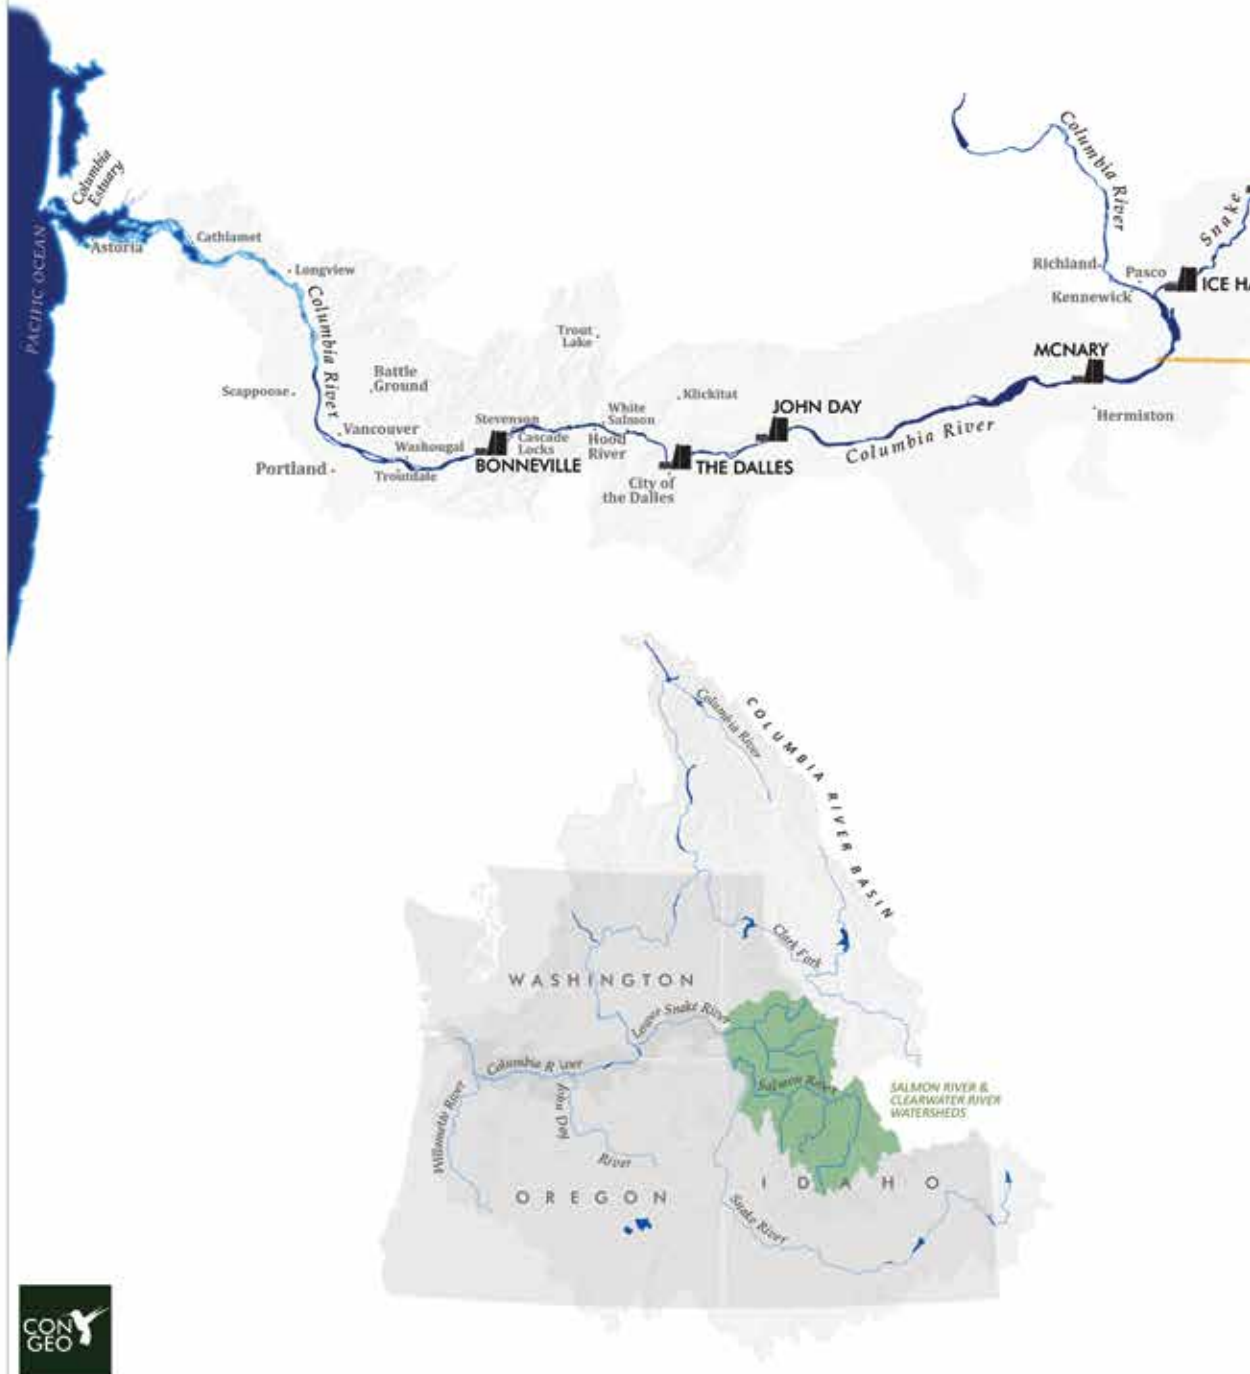 Columbia
Estuary
PACIFIC OCEAN
Astoria
Cathlamet
Longview
Columbia River
Scappoose
Battle
Ground
Vancouver
Portland
Washougal
Troutdale
Stevenson
Cascade
Locks
BONNEVILLE
Trout
Lake
White
Salmon
Hood
River
Klickitat
City of
the Dalles
THE DALLES
JOHN DAY
Columbia River
MCNARY
Hermiston
Columbia River
Richland
Pasco
Kennewick
Snake
ICE HA
Columbia River
COLUMBIA RIVER BASIN
Clark Fork
WASHINGTON
Lower Snake River
Columbia River
Willamette River
John Day
River
Salmon River
SALMON RIVER &
CLEARWATER RIVER
WATERSHEDS
OREGON
IDAHO
Snake River
CON
GEO